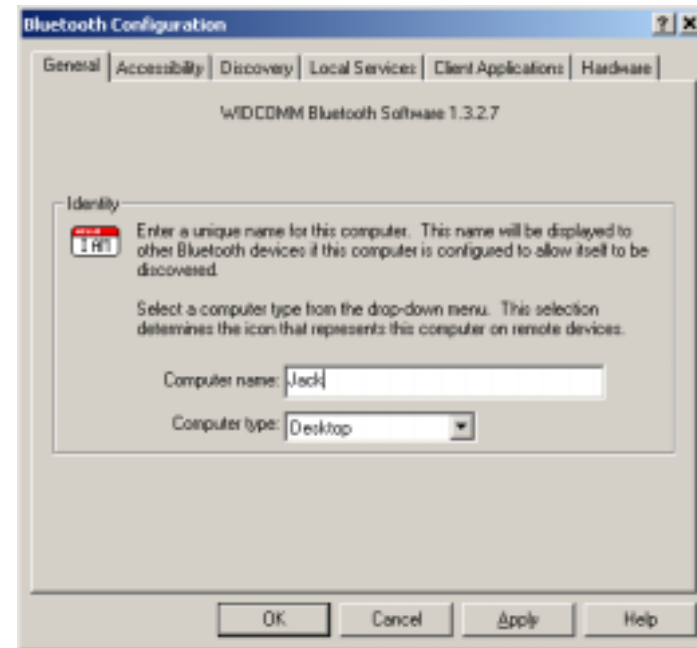 Bluetooth Configuration
General Accessibility Discovery Local Services Client Applications Hardware
WIDCOMM Bluetooth Software 1.3.2.7
Identity
I AM
Enter a unique name for this computer. This name will be displayed to
other Bluetooth devices if this computer is configured to allow itself to be
discovered.
Select a computer type from the drop-down menu. This selection
determines the icon that represents this computer on remote devices.
Computer name: Jack
Computer type: Desktop
OK Cancel Apply Help